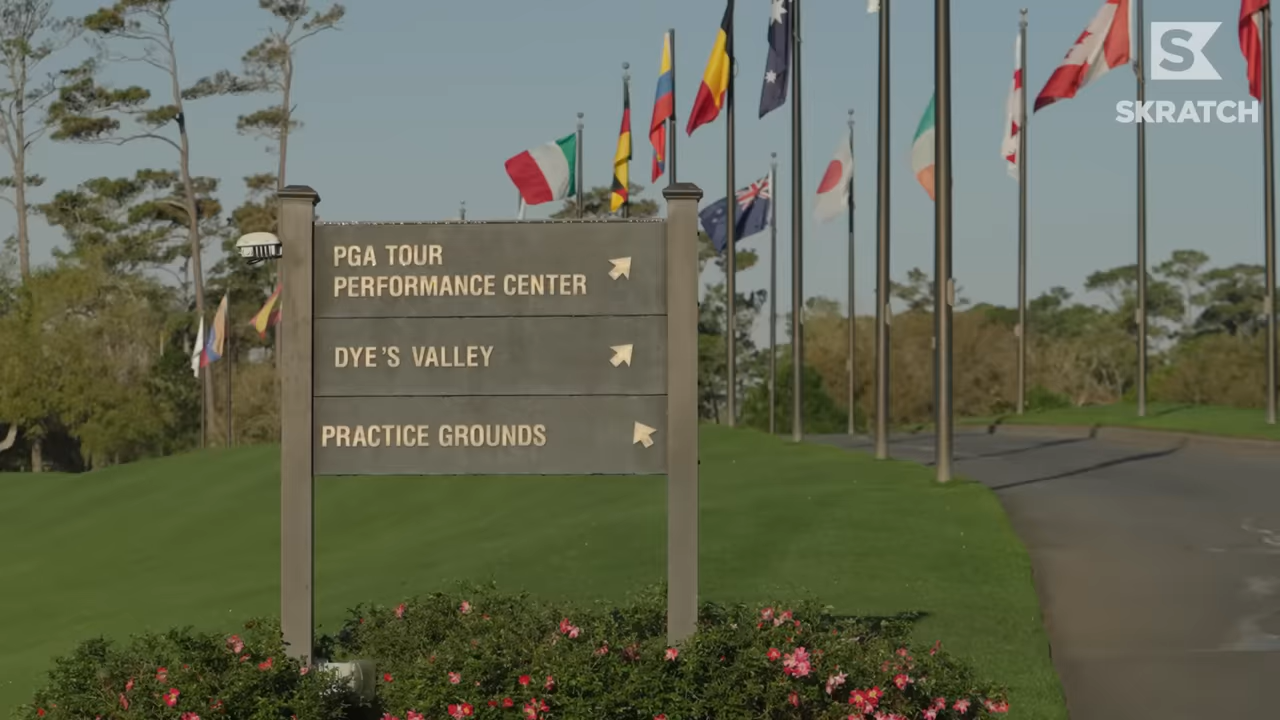 S
SKRATCH
PGA TOUR
PERFORMANCE CENTER
DYE'S VALLEY
PRACTICE GROUNDS